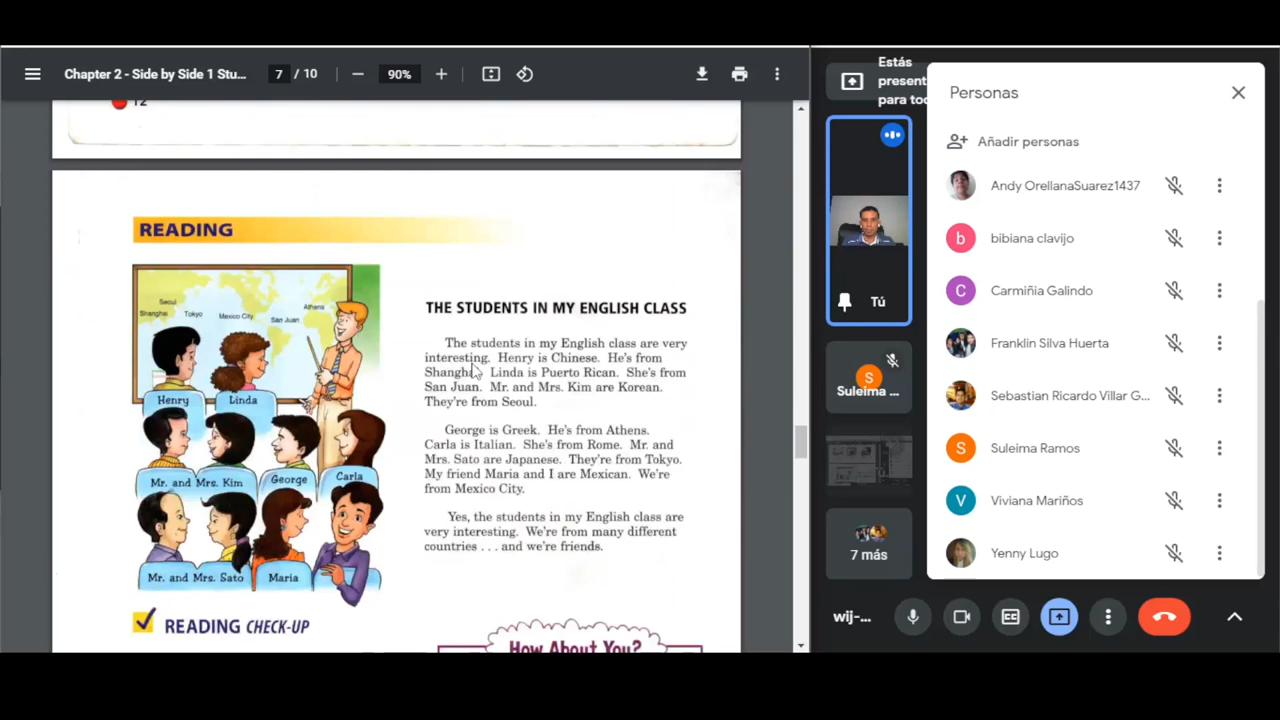 Chapter 2 - Side by Side 1 Stu...
7 / 10
90%
12
READING
Seoul
Shanghai
Tokyo
Mexico City
San Juan
Athens
Henry
Linda
Mr. and Mrs. Kim
George
Carla
Mr. and Mrs. Sato
Maria
THE STUDENTS IN MY ENGLISH CLASS
The students in my English class are very
interesting. Henry is Chinese. He's from
Shanghai. Linda is Puerto Rican. She's from
San Juan. Mr. and Mrs. Kim are Korean.
They're from Seoul.
George is Greek. He's from Athens.
Carla is Italian. She's from Rome. Mr. and
Mrs. Sato are Japanese. They're from Tokyo.
My friend Maria and I are Mexican. We're
from Mexico City.
Yes, the students in my English class are
very interesting. We're from many different
countries . . . and we're friends.
READING CHECK-UP
How About You?
Estás
present
para too
Tú
S
Suleima ...
7 más
Personas
Añadir personas
Andy OrellanaSuarez1437
b
bibiana clavijo
C
Carmiñia Galindo
Franklin Silva Huerta
Sebastian Ricardo Villar G...
S
Suleima Ramos
V
Viviana Mariños
Yenny Lugo
wij-...